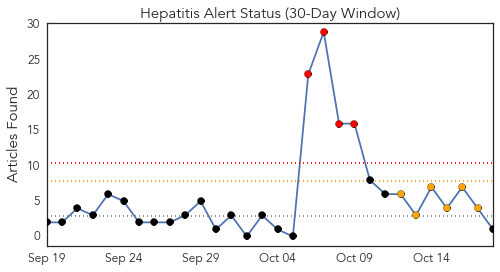 Hepatitis Alert Status (30-Day Window)
Articles Found
30
25
20
15
10
5
0
Sep 19 Sep 24 Sep 29 Oct 04 Oct 09 Oct 14